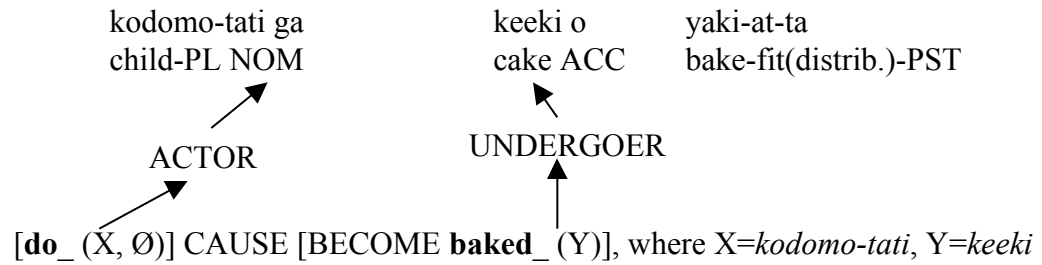 kodomo-tati ga keeki o yaki-at-ta
child-PL NOM cake ACC bake-fit(distrib.)-PST
ACTOR UNDERGOER
[do_ (X, Ø)] CAUSE [BECOME baked_ (Y)], where X=kodomo-tati, Y=keeki